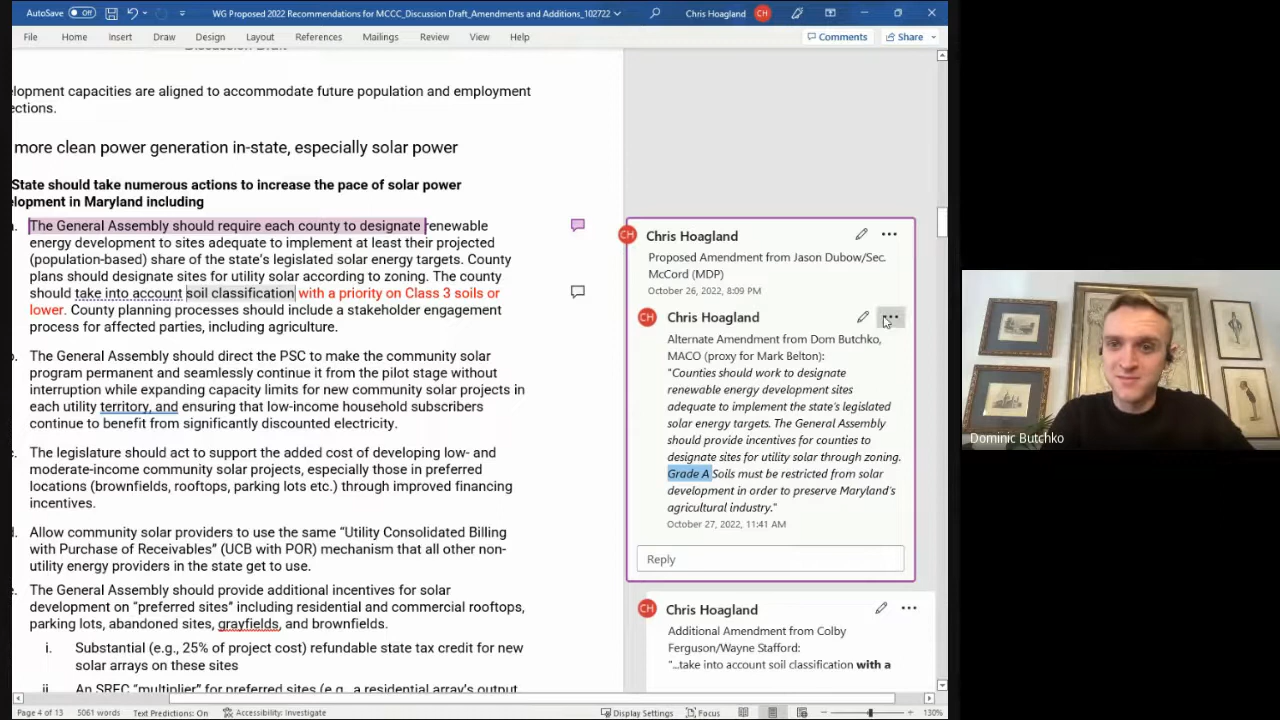 AutoSave Off
WG Proposed 2022 Recommendations for MCCC_Discussion Draft_Amendments and Additions_102722
Chris Hoagland CH
File Home Insert Draw Design Layout References Mailings Review View Help
Comments Share
elopment capacities are aligned to accommodate future population and employment
ections.
more clean power generation in-state, especially solar power
State should take numerous actions to increase the pace of solar power
elopment in Maryland including
The General Assembly should require each county to designate renewable
energy development to sites adequate to implement at least their projected
(population-based) share of the state's legislated solar energy targets. County
plans should designate sites for utility solar according to zoning. The county
should take into account soil classification with a priority on Class 3 soils or
lower. County planning processes should include a stakeholder engagement
process for affected parties, including agriculture.
The General Assembly should direct the PSC to make the community solar
program permanent and seamlessly continue it from the pilot stage without
interruption while expanding capacity limits for new community solar projects in
each utility territory, and ensuring that low-income household subscribers
continue to benefit from significantly discounted electricity.
The legislature should act to support the added cost of developing low- and
moderate-income community solar projects, especially those in preferred
locations (brownfields, rooftops, parking lots etc.) through improved financing
incentives.
Allow community solar providers to use the same “Utility Consolidated Billing
with Purchase of Receivables” (UCB with POR) mechanism that all other non-
utility energy providers in the state get to use.
The General Assembly should provide additional incentives for solar
development on “preferred sites” including residential and commercial rooftops,
parking lots, abandoned sites, grayfields, and brownfields.
i. Substantial (e.g., 25% of project cost) refundable state tax credit for new
solar arrays on these sites
ii. An SREC “multiplier” for preferred sites (e.g., a residential array's output
CH Chris Hoagland
Proposed Amendment from Jason Dubow/Sec.
McCord (MDP)
October 26, 2022, 8:09 PM
CH Chris Hoagland
Alternate Amendment from Dom Butchko,
MACO (proxy for Mark Belton):
"Counties should work to designate
renewable energy development sites
adequate to implement the state's legislated
solar energy targets. The General Assembly
should provide incentives for counties to
designate sites for utility solar through zoning.
Grade A Soils must be restricted from solar
development in order to preserve Maryland's
agricultural industry."
October 27, 2022, 11:41 AM
Reply
CH Chris Hoagland
Additional Amendment from Colby
Ferguson/Wayne Stafford:
"...take into account soil classification with a
Dominic Butchko
Page 4 of 13 5061 words Text Predictions: On Accessibility: Investigate Display Settings Focus 130%